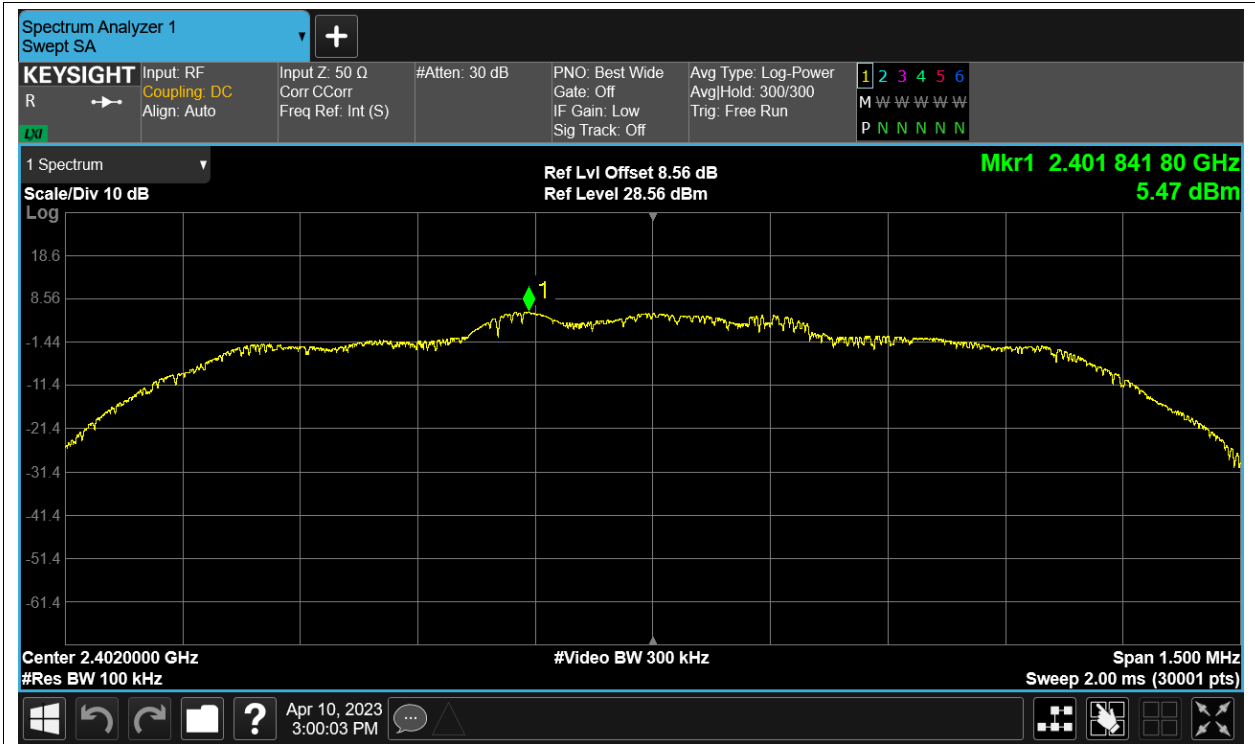 Spectrum Analyzer 1
Swept SA
KEYSIGHT
R
LXI
Input: RF
Coupling: DC
Align: Auto
Input Z: 50 Ω
Corr CCorr
Freq Ref: Int (S)
#Atten: 30 dB
PNO: Best Wide
Gate: Off
IF Gain: Low
Sig Track: Off
Avg Type: Log-Power
Avg|Hold: 300/300
Trig: Free Run
1 2 3 4 5 6
M W W W W W
P N N N N N
1 Spectrum
Scale/Div 10 dB
Ref Lvl Offset 8.56 dB
Ref Level 28.56 dBm
Mkr1 2.401 841 80 GHz
5.47 dBm
Log
18.6
8.56
-1.44
-11.4
-21.4
-31.4
-41.4
-51.4
-61.4
1
Center 2.4020000 GHz
#Res BW 100 kHz
#Video BW 300 kHz
Span 1.500 MHz
Sweep 2.00 ms (30001 pts)
?
Apr 10, 2023
3:00:03 PM